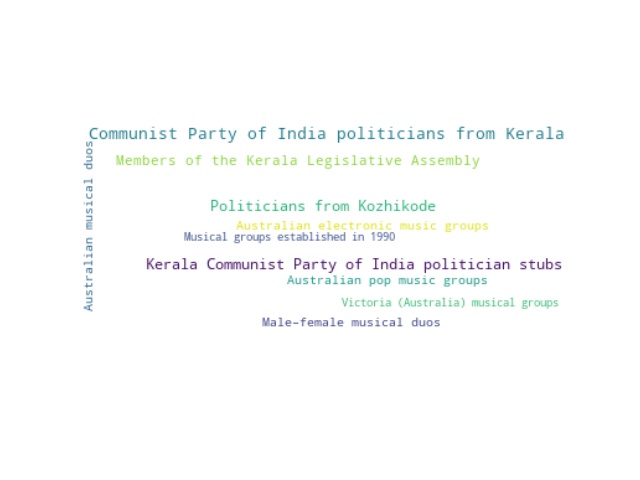 Communist Party of India politicians from Kerala
Australian musical duos
Members of the Kerala Legislative Assembly
Politicians from Kozhikode
Australian electronic music groups
Musical groups established in 1990
Kerala Communist Party of India politician stubs
Australian pop music groups
Victoria (Australia) musical groups
Male–female musical duos